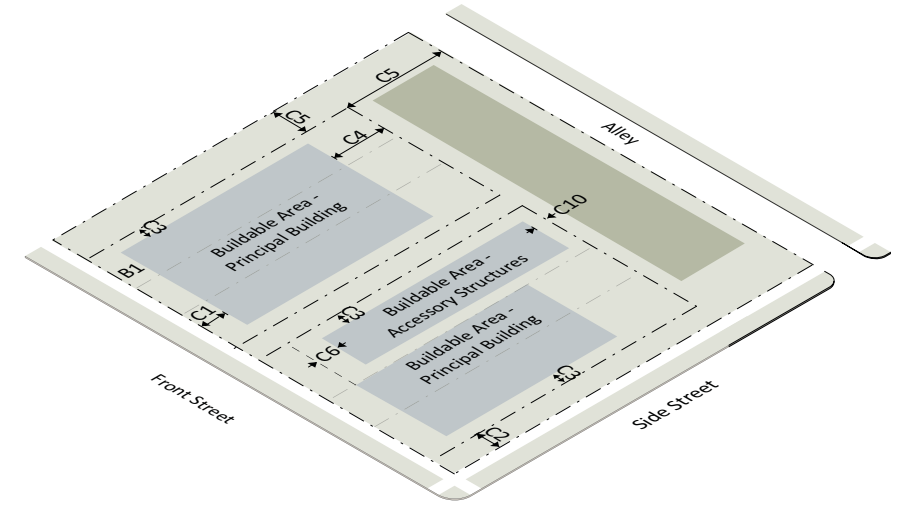 C5
Alley
C5
C4
Buildable Area -
Principal Building
C3
C10
B1
Buildable Area -
Accessory Structures
C1
C3
C6
Buildable Area -
Principal Building
C3
Front Street
Side Street
C2